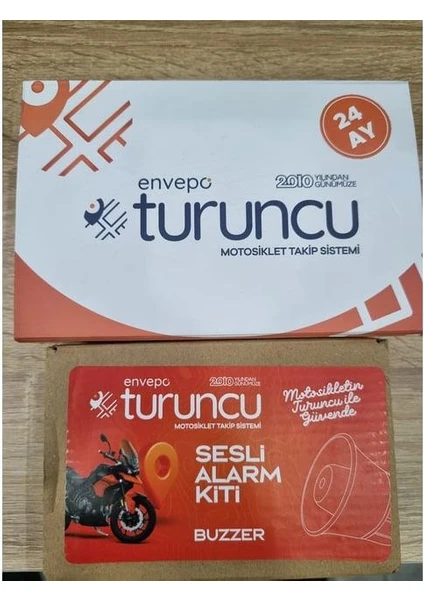 24
AY
envepo
2010 YILINDAN
GÜNÜMÜZE
turuncu
MOTOSİKLET TAKİP SİSTEMİ
envepo
2010 YILINDAN
GÜNÜMÜZE
turuncu
MOTOSİKLET TAKİP SİSTEMİ
Motosikletin
Turuncu ile
Güvende
SESLİ
ALARM
KİTİ
BUZZER